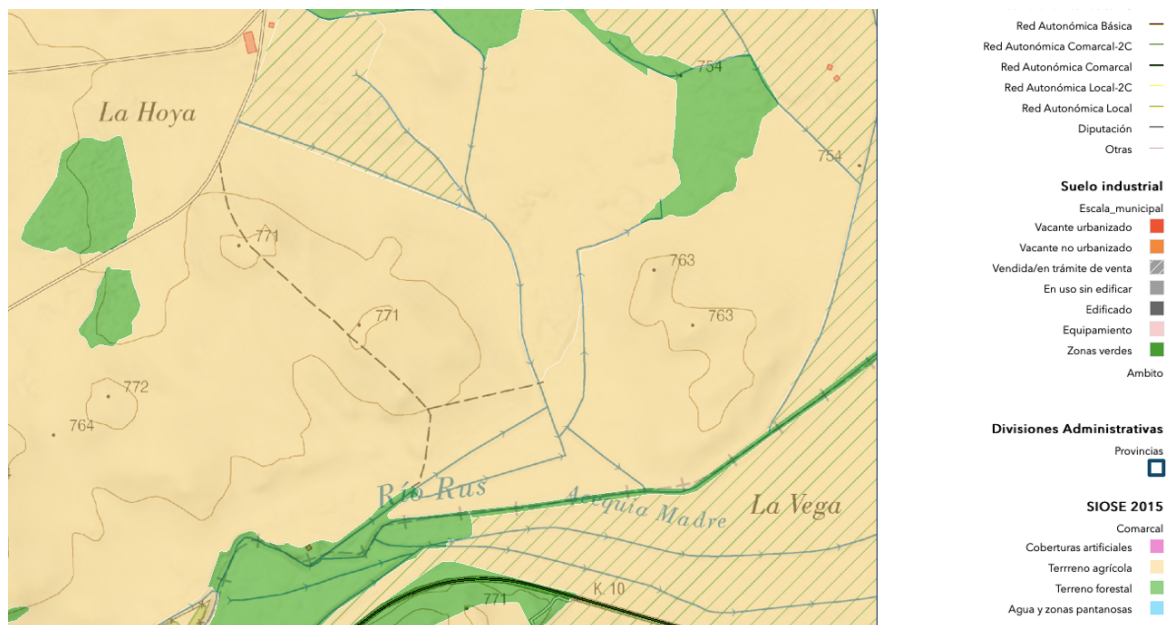 754
La Hoya
754
771
763
771
763
772
764
Río Rus
Acequia Madre
La Vega
K. 10
771
Red Autonómica Básica
Red Autonómica Comarcal-2C
Red Autonómica Comarcal
Red Autonómica Local-2C
Red Autonómica Local
Diputación
Otras
Suelo industrial
Escala_municipal
Vacante urbanizado
Vacante no urbanizado
Vendida/en trámite de venta
En uso sin edificar
Edificado
Equipamiento
Zonas verdes
Ambito
Divisiones Administrativas
Provincias
SIOSE 2015
Comarcal
Coberturas artificiales
Terrreno agrícola
Terreno forestal
Agua y zonas pantanosas